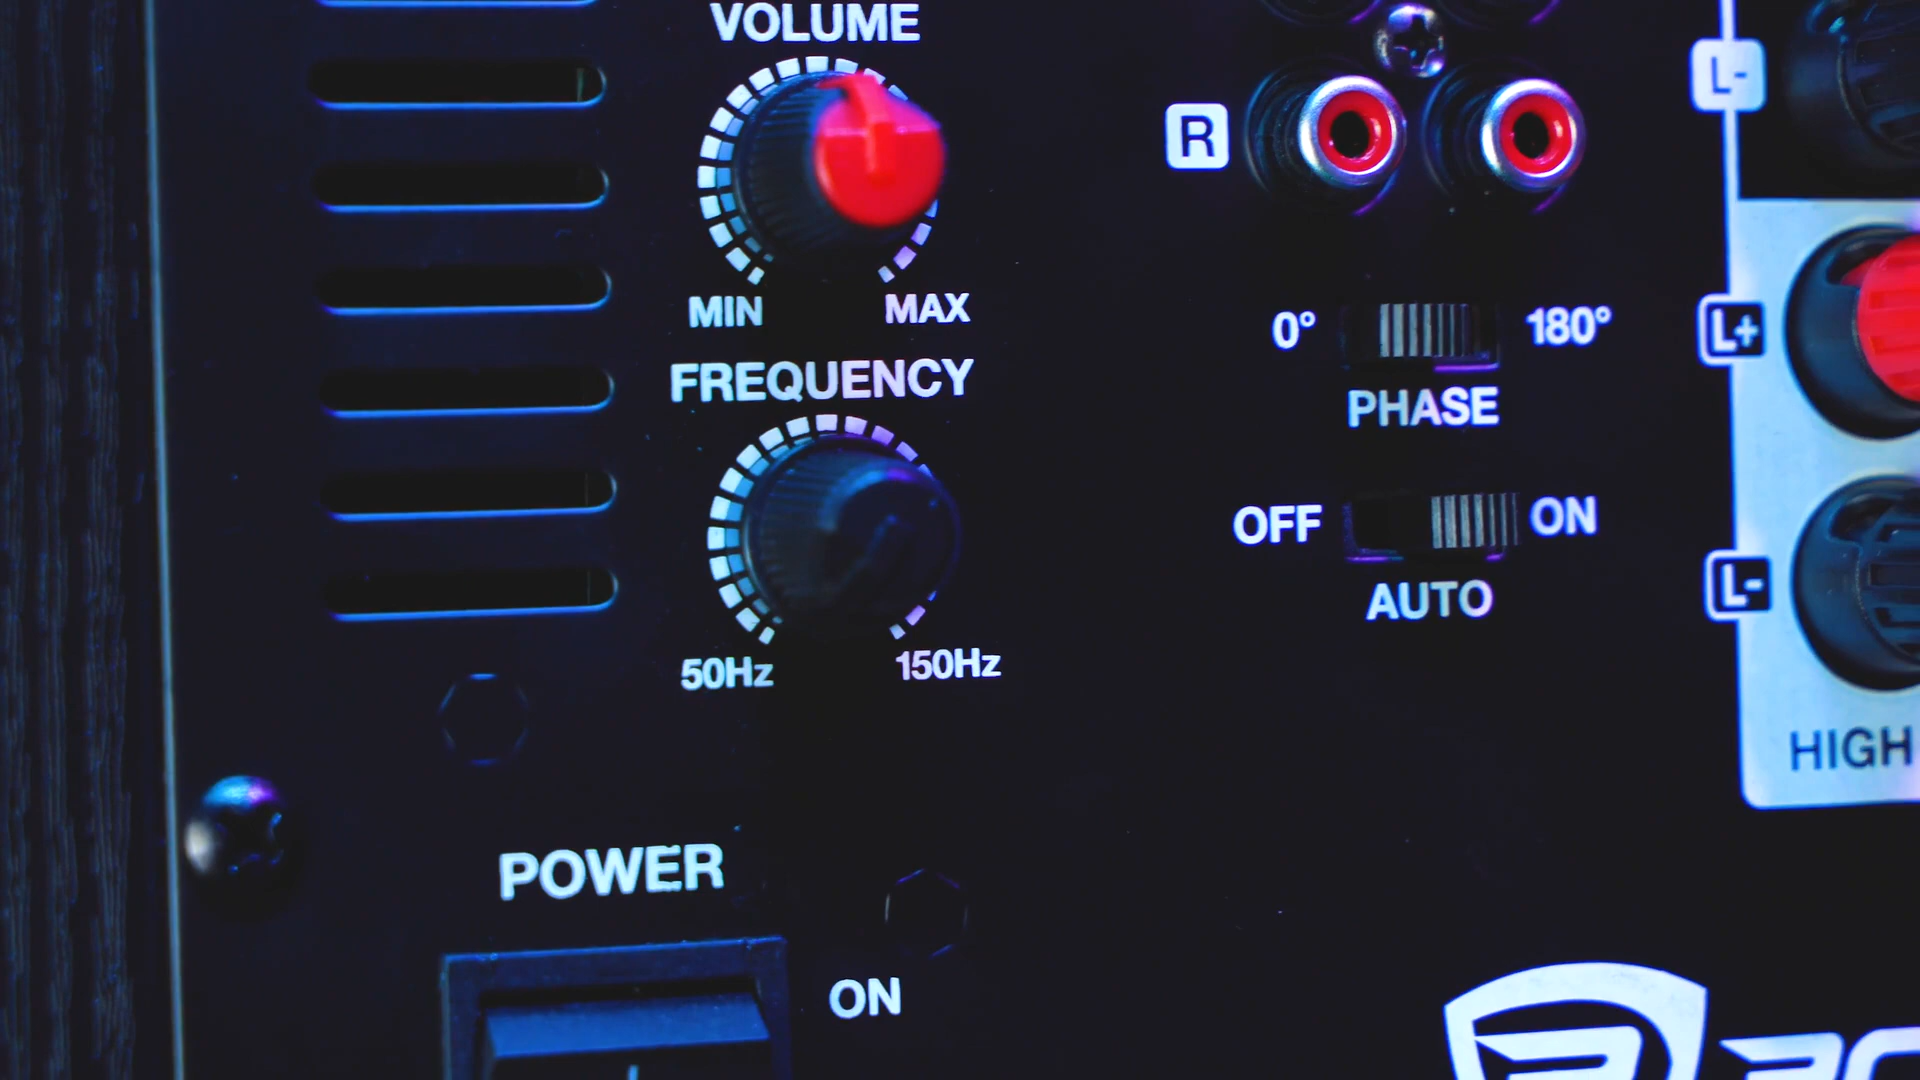 VOLUME
MIN MAX
R
L-
FREQUENCY
50Hz 150Hz
0° 180°
PHASE
OFF ON
AUTO
L+
L-
HIGH
POWER
ON